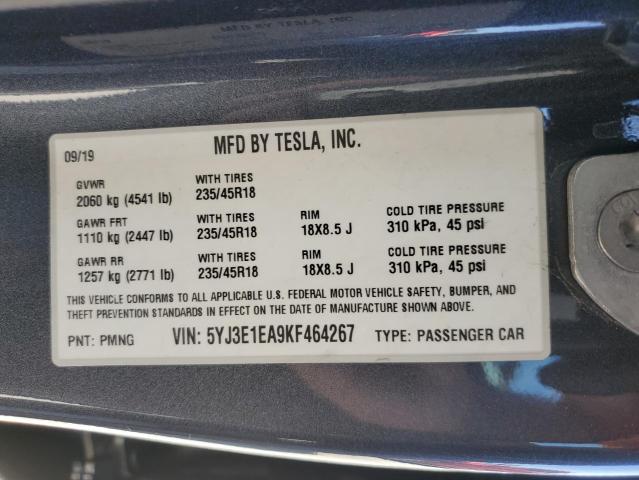 MFD BY TESLA, INC.
09/19
MFD BY TESLA, INC.
GVWR WITH TIRES
2060 kg (4541 lb) 235/45R18
GAWR FRT WITH TIRES RIM COLD TIRE PRESSURE
1110 kg (2447 lb) 235/45R18 18X8.5 J 310 kPa, 45 psi
GAWR RR WITH TIRES RIM COLD TIRE PRESSURE
1257 kg (2771 lb) 235/45R18 18X8.5 J 310 kPa, 45 psi
THIS VEHICLE CONFORMS TO ALL APPLICABLE U.S. FEDERAL MOTOR VEHICLE SAFETY, BUMPER, AND
THEFT PREVENTION STANDARDS IN EFFECT ON THE DATE OF MANUFACTURE SHOWN ABOVE.
PNT: PMNG VIN: 5YJ3E1EA9KF464267 TYPE: PASSENGER CAR